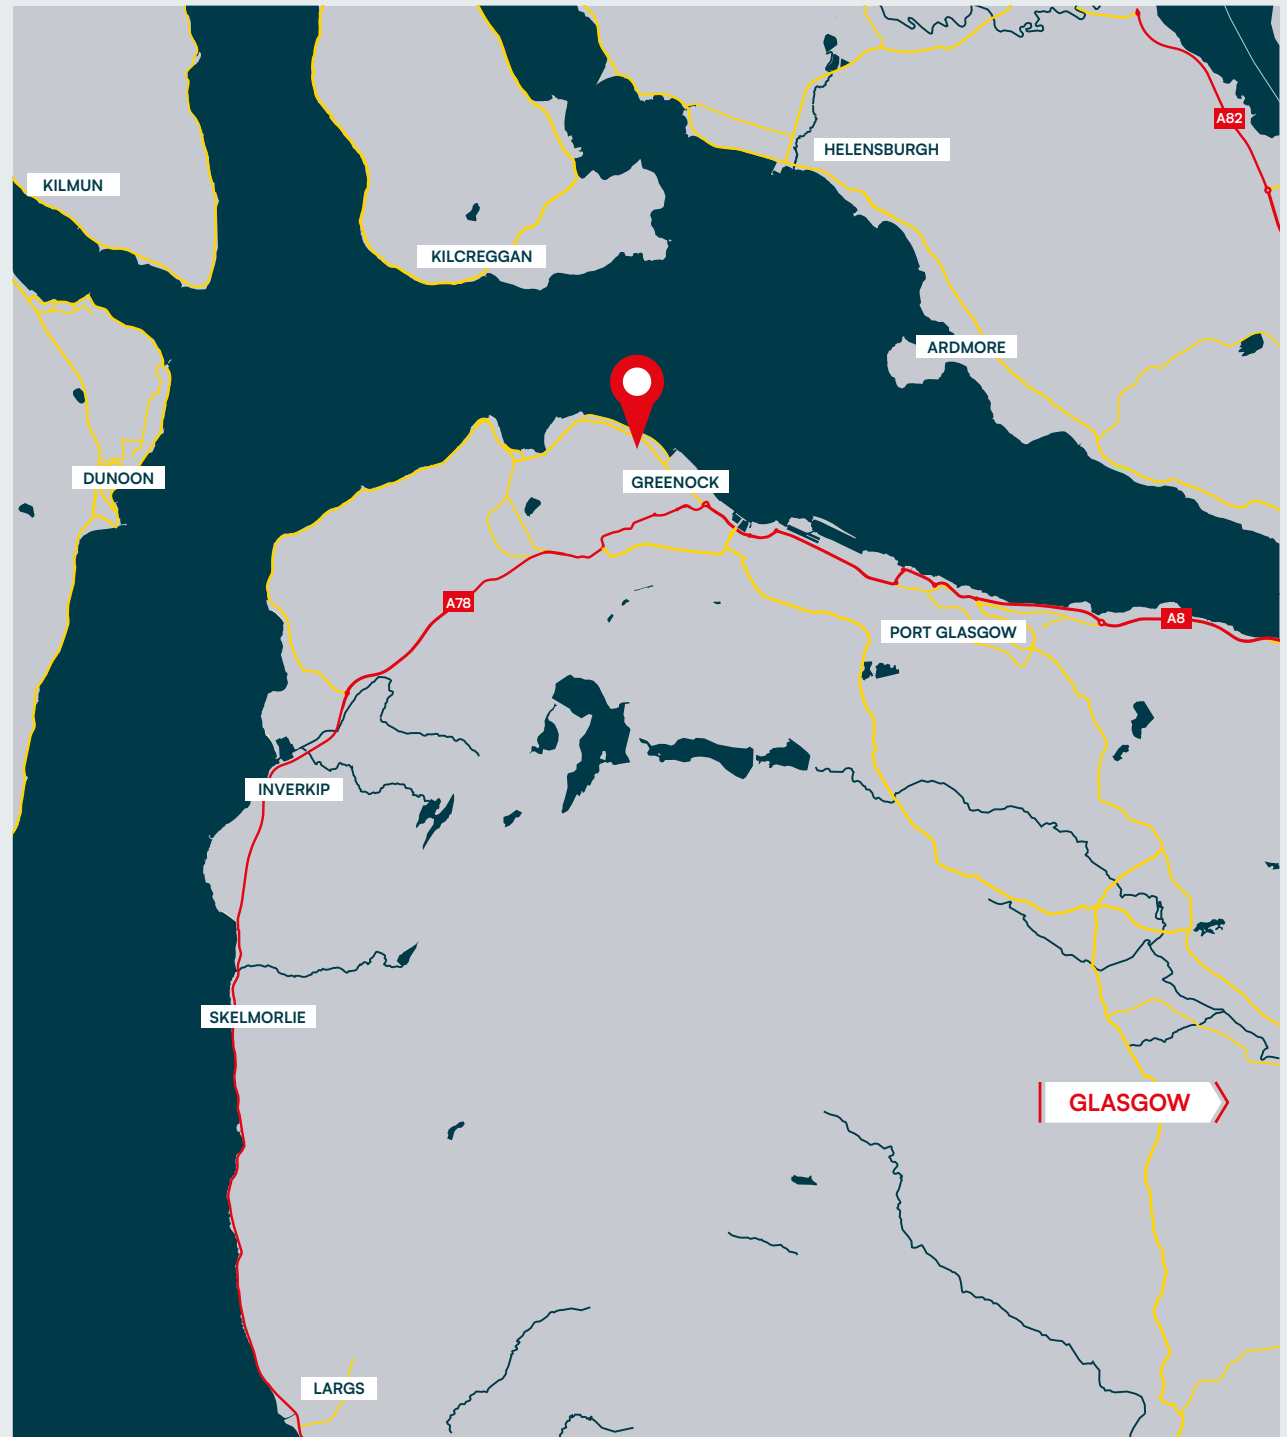 A82
HELENSBURGH
KILMUN
KILCREGGAN
ARDMORE
DUNOON
GREENOCK
A78
A8
PORT GLASGOW
INVERKIP
SKELMORLIE
GLASGOW
LARGS